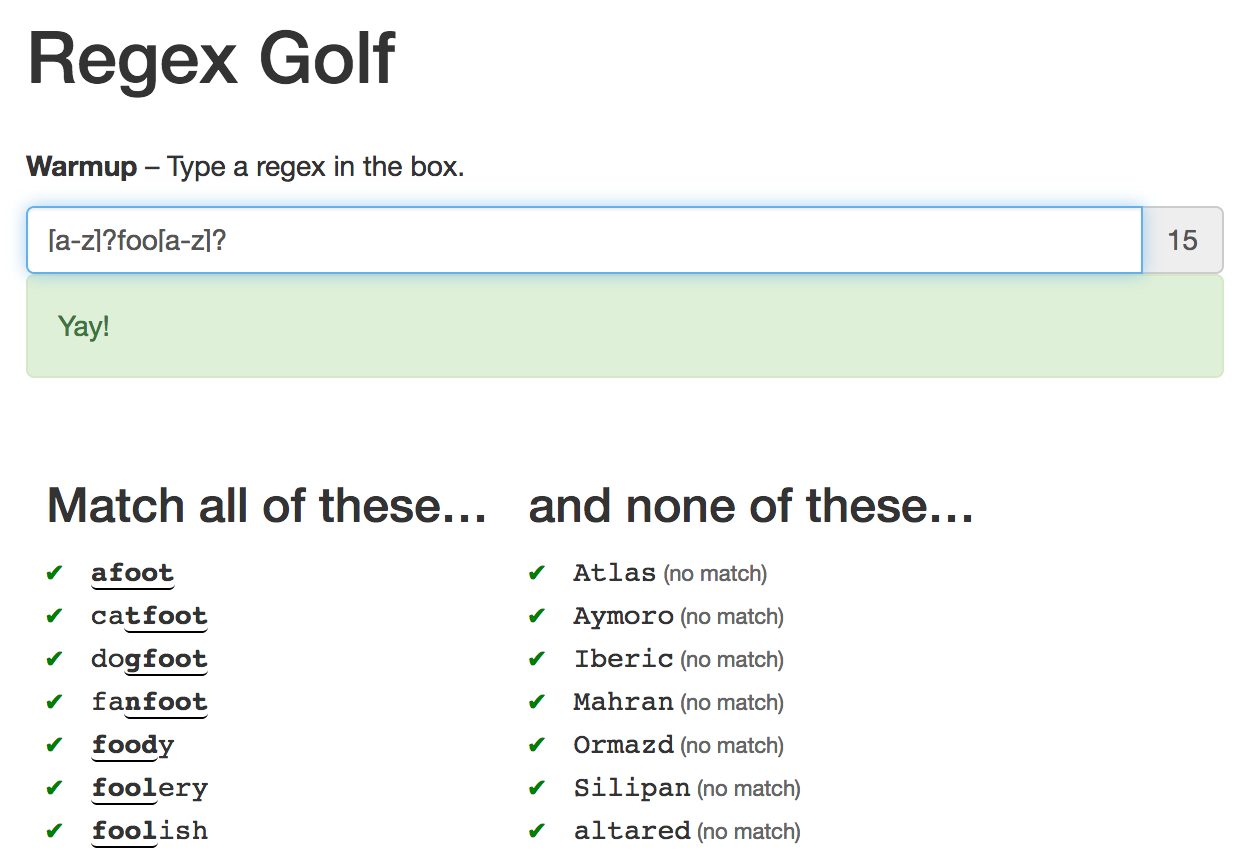 Regex Golf
Warmup – Type a regex in the box.
[a-z]?foo[a-z]? 15
Yay!
Match all of these... and none of these...
✔ afoot ✔ Atlas (no match)
✔ catfoot ✔ Aymoro (no match)
✔ dogfoot ✔ Iberic (no match)
✔ fanfoot ✔ Mahran (no match)
✔ foody ✔ Ormazd (no match)
✔ foolery ✔ Silipan (no match)
✔ foolish ✔ altared (no match)